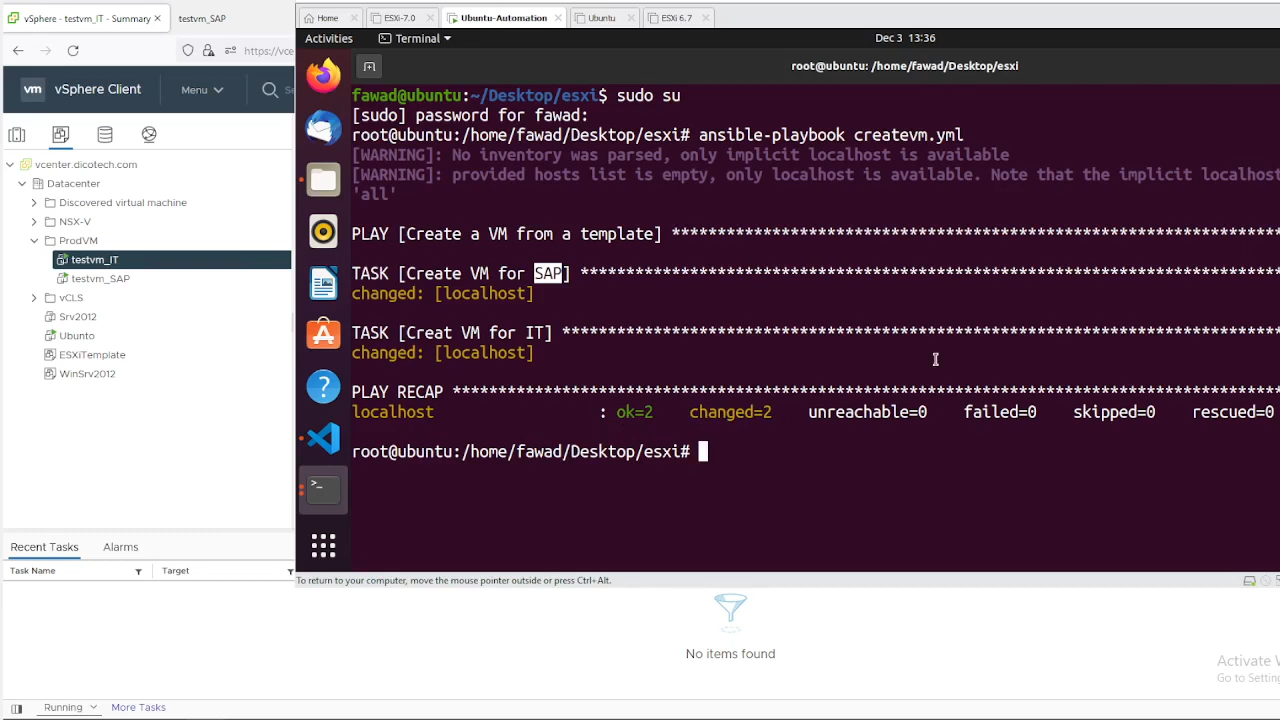 vSphere - testvm_IT - Summary
testvm_SAP
https://vce
vm vSphere Client
Menu
vcenter.dicotech.com
Datacenter
Discovered virtual machine
NSX-V
ProdVM
testvm_IT
testvm_SAP
vCLS
Srv2012
Ubunto
ESXiTemplate
WinSrv2012
Recent Tasks
Alarms
Task Name
Target
No items found
Running
More Tasks
Home
ESXi-7.0
Ubuntu-Automation
Ubuntu
ESXi 6.7
Activities
Terminal
Dec 3 13:36
root@ubuntu: /home/fawad/Desktop/esxi
fawad@ubuntu:~/Desktop/esxi$ sudo su
[sudo] password for fawad:
root@ubuntu:/home/fawad/Desktop/esxi# ansible-playbook createvm.yml
[WARNING]: No inventory was parsed, only implicit localhost is available
[WARNING]: provided hosts list is empty, only localhost is available. Note that the implicit localhost
'all'
PLAY [Create a VM from a template] ******************************************************************
TASK [Create VM for SAP] ****************************************************************************
changed: [localhost]
TASK [Creat VM for IT] ******************************************************************************
changed: [localhost]
PLAY RECAP ******************************************************************************************
localhost : ok=2 changed=2 unreachable=0 failed=0 skipped=0 rescued=0
root@ubuntu:/home/fawad/Desktop/esxi#
To return to your computer, move the mouse pointer outside or press Ctrl+Alt.
Activate
Go to Setting